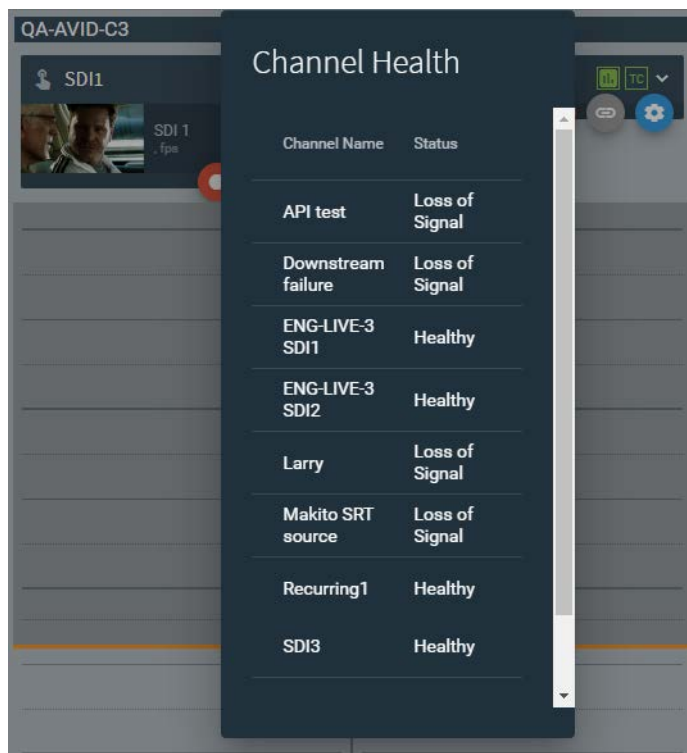 QA-AVID-C3
SDI1
TC
SDI 1
, fps
Channel Health
Channel Name Status
API test Loss of
Signal
Downstream Loss of
failure Signal
ENG-LIVE-3
SDI1 Healthy
ENG-LIVE-3
SDI2 Healthy
Larry Loss of
Signal
Makito SRT Loss of
source Signal
Recurring1 Healthy
SDI3 Healthy